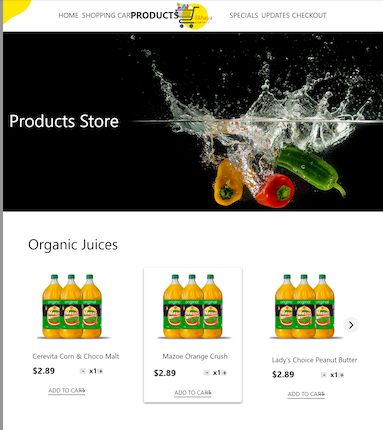 HOME SHOPPING CART PRODUCTS SPECIALS UPDATES CHECKOUT
Products Store
Organic Juices
Cerevita Corn & Choco Malt
$2.89 x1
ADD TO CART
Mazoe Orange Crush
$2.89 x1
ADD TO CART
Lady's Choice Peanut Butter
$2.89 x1
ADD TO CART